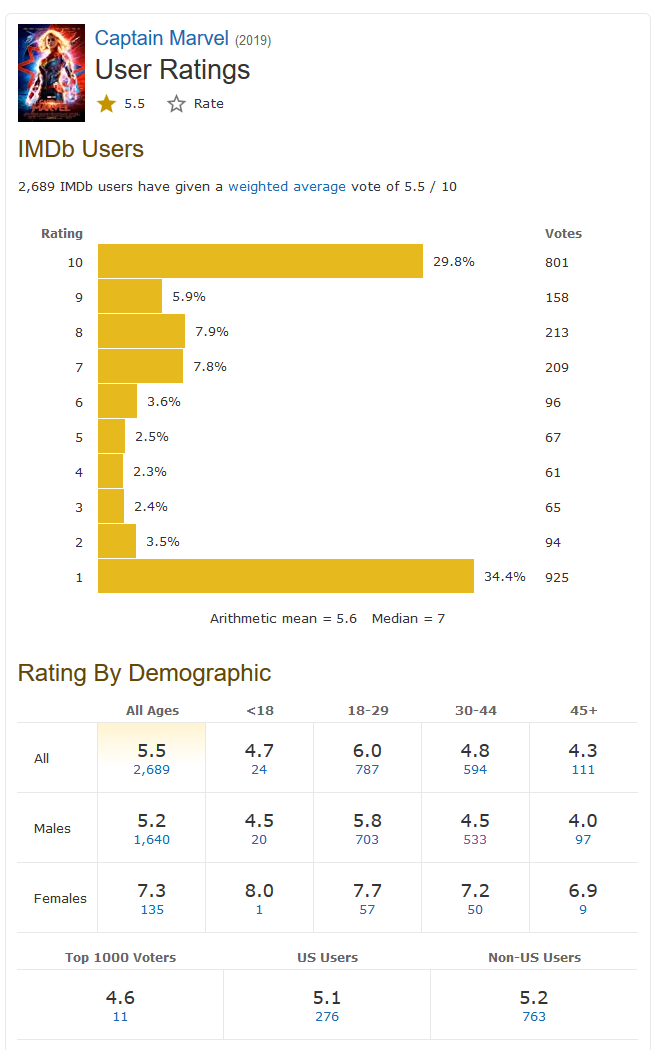 Captain Marvel (2019)
User Ratings
5.5 Rate
IMDb Users
2,689 IMDb users have given a weighted average vote of 5.5 / 10
Rating Votes
10 29.8% 801
9 5.9% 158
8 7.9% 213
7 7.8% 209
6 3.6% 96
5 2.5% 67
4 2.3% 61
3 2.4% 65
2 3.5% 94
1 34.4% 925
Arithmetic mean = 5.6 Median = 7
Rating By Demographic
All Ages <18 18-29 30-44 45+
All 5.5 4.7 6.0 4.8 4.3
2,689 24 787 594 111
Males 5.2 4.5 5.8 4.5 4.0
1,640 20 703 533 97
Females 7.3 8.0 7.7 7.2 6.9
135 1 57 50 9
Top 1000 Voters US Users Non-US Users
4.6 5.1 5.2
11 276 763